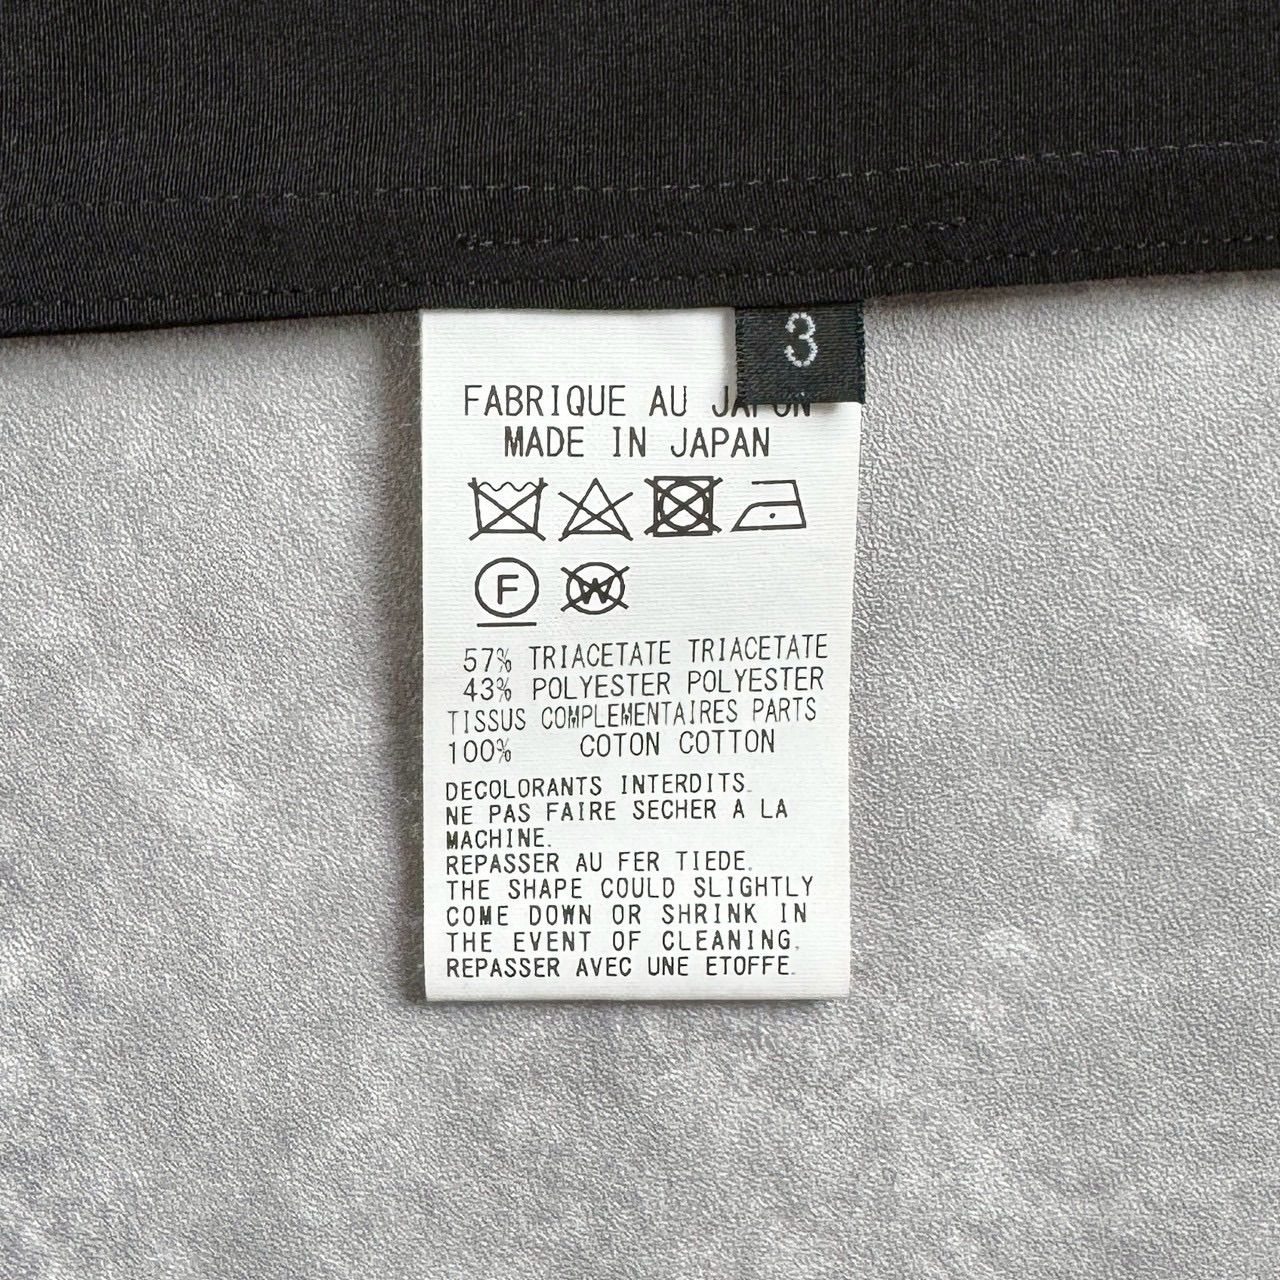 3
FABRIQUE AU JAPON
MADE IN JAPAN
F
W
57% TRIACETATE TRIACETATE
43% POLYESTER POLYESTER
TISSUS COMPLEMENTAIRES PARTS
100% COTON COTTON
DECOLORANTS INTERDITS.
NE PAS FAIRE SECHER A LA
MACHINE.
REPASSER AU FER TIEDE.
THE SHAPE COULD SLIGHTLY
COME DOWN OR SHRINK IN
THE EVENT OF CLEANING.
REPASSER AVEC UNE ETOFFE.